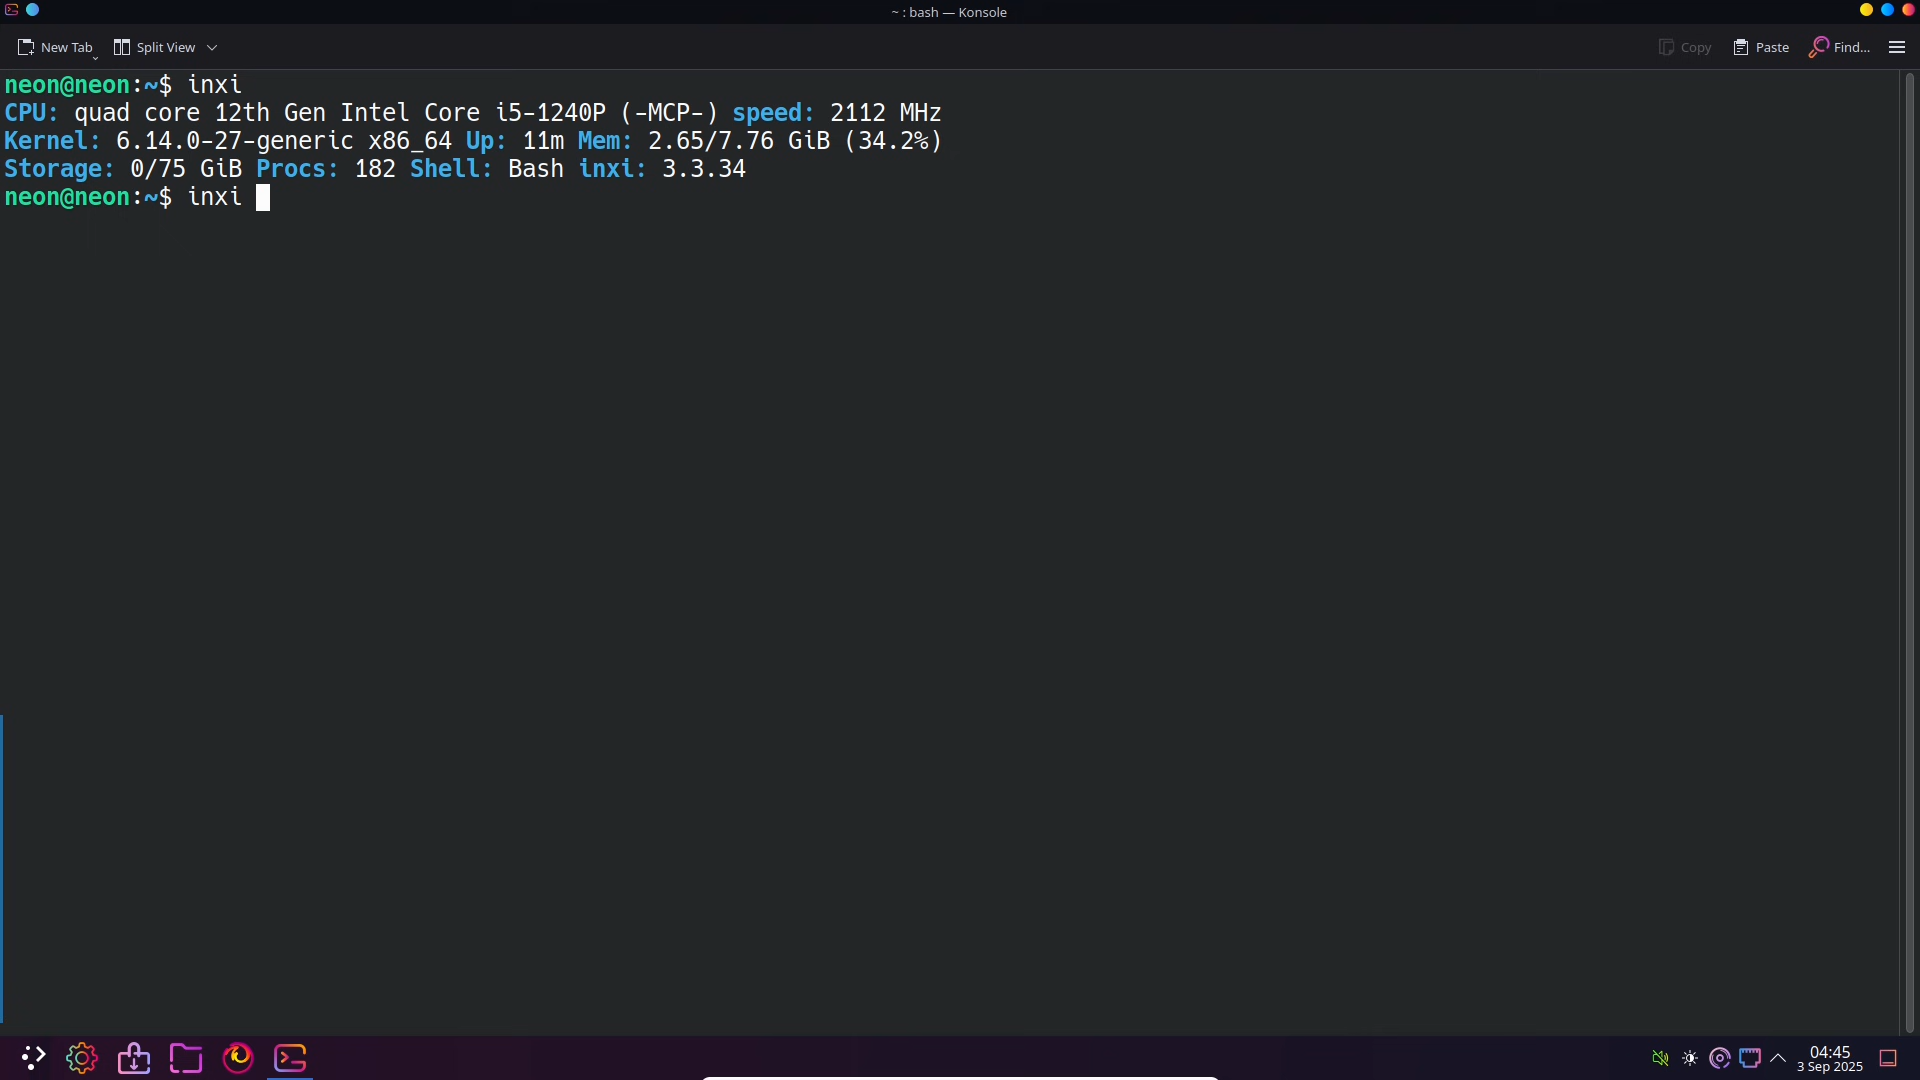 ~ : bash — Konsole
New Tab Split View Copy Paste Find...
neon@neon:~$ inxi
CPU: quad core 12th Gen Intel Core i5-1240P (-MCP-) speed: 2112 MHz
Kernel: 6.14.0-27-generic x86_64 Up: 11m Mem: 2.65/7.76 GiB (34.2%)
Storage: 0/75 GiB Procs: 182 Shell: Bash inxi: 3.3.34
neon@neon:~$ inxi
04:45
3 Sep 2025